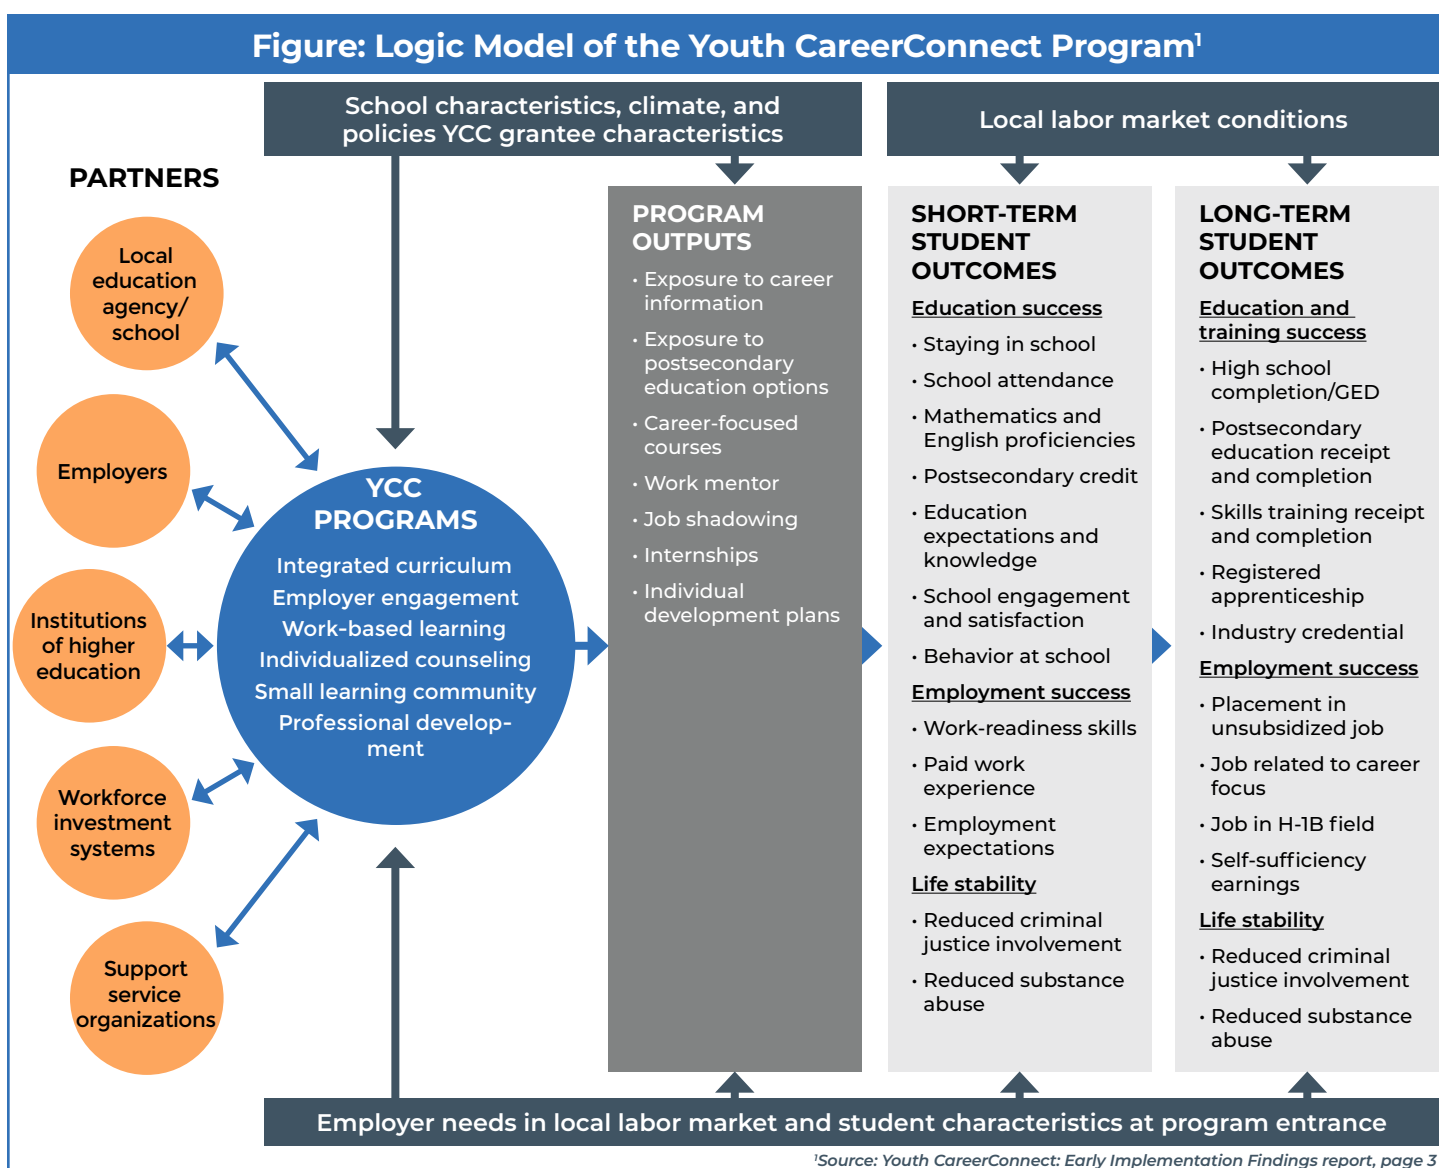 Figure: Logic Model of the Youth CareerConnect Program¹
School characteristics, climate, and
policies YCC grantee characteristics
Local labor market conditions
PARTNERS
Local
education
agency/
school
Employers
Institutions
of higher
education
Workforce
investment
systems
Support
service
organizations
YCC
PROGRAMS
Integrated curriculum
Employer engagement
Work-based learning
Individualized counseling
Small learning community
Professional develop-
ment
PROGRAM
OUTPUTS
· Exposure to career
information
· Exposure to
postsecondary
education options
· Career-focused
courses
· Work mentor
· Job shadowing
· Internships
· Individual
development plans
SHORT-TERM
STUDENT
OUTCOMES
Education success
· Staying in school
· School attendance
· Mathematics and
English proficiencies
· Postsecondary credit
· Education
expectations and
knowledge
· School engagement
and satisfaction
· Behavior at school
Employment success
· Work-readiness skills
· Paid work
experience
· Employment
expectations
Life stability
· Reduced criminal
justice involvement
· Reduced substance
abuse
LONG-TERM
STUDENT
OUTCOMES
Education and
training success
· High school
completion/GED
· Postsecondary
education receipt
and completion
· Skills training receipt
and completion
· Registered
apprenticeship
· Industry credential
Employment success
· Placement in
unsubsidized job
· Job related to career
focus
· Job in H-1B field
· Self-sufficiency
earnings
Life stability
· Reduced criminal
justice involvement
· Reduced substance
abuse
Employer needs in local labor market and student characteristics at program entrance
¹Source: Youth CareerConnect: Early Implementation Findings report, page 3